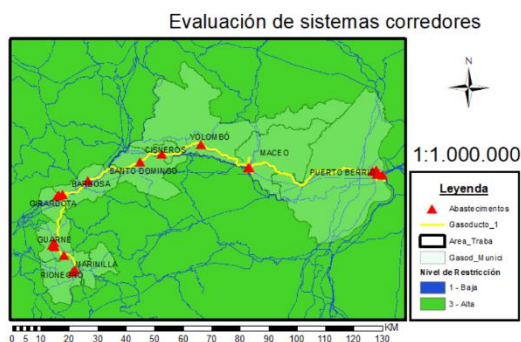 Evaluación de sistemas corredores
N
1:1.000.000
YOLOMBÓ
CISNEROS
MACEO
SANTO DOMINGO
PUERTO BERRIO
BARBOSA
GIRARDOTA
GUARNE
MARINILLA
RIONEGRO
Leyenda
Abastecimentos
Gasoducto_1
Area_Traba
Gasod_Munici
Nivel de Restricción
1 - Baja
3 - Alta
KM
0 5 10 20 30 40 50 60 70 80 90 100 110 120 130